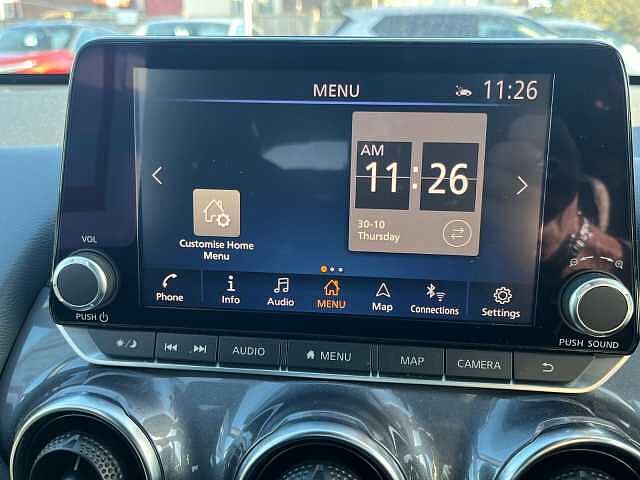 MENU 11:26
AM
11:26
30-10
Thursday
Customise Home
Menu
VOL
PUSH
Phone Info Audio MENU Map Connections Settings
PUSH SOUND
AUDIO MENU MAP CAMERA